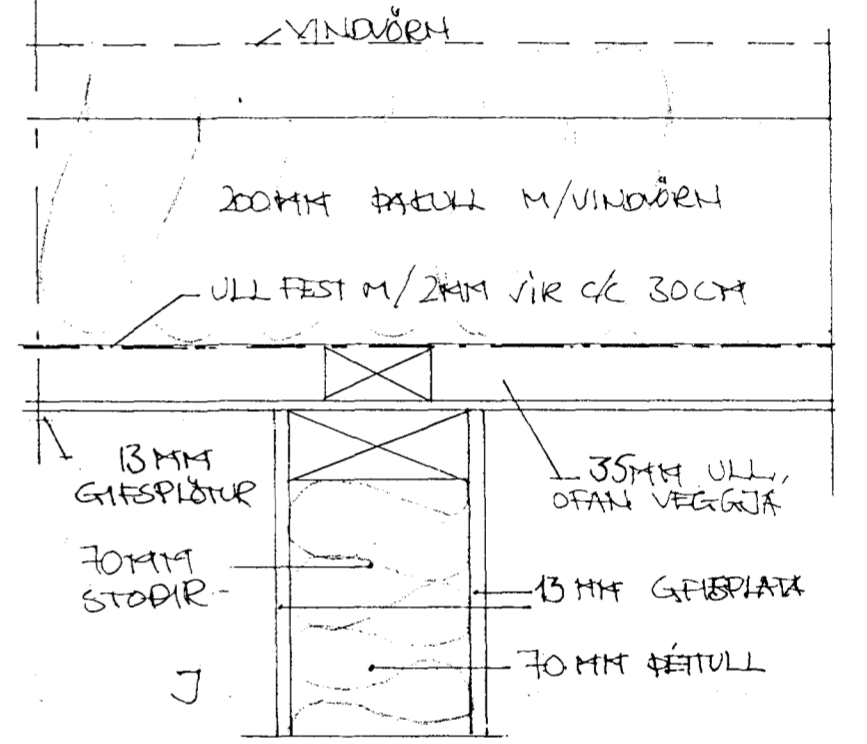 VINDVÖRN
200MM ÞAKULL M/VINDVÖRN
ULL FEST M/ 2MM VÍR C/C 30CM
13 MM
GIFSPLÖTUR
35MM ULL,
OFAN VEGGJA
70MM
STOÐIR
13 MM GIFSPLATA
70 MM ÞÉTTULL
J